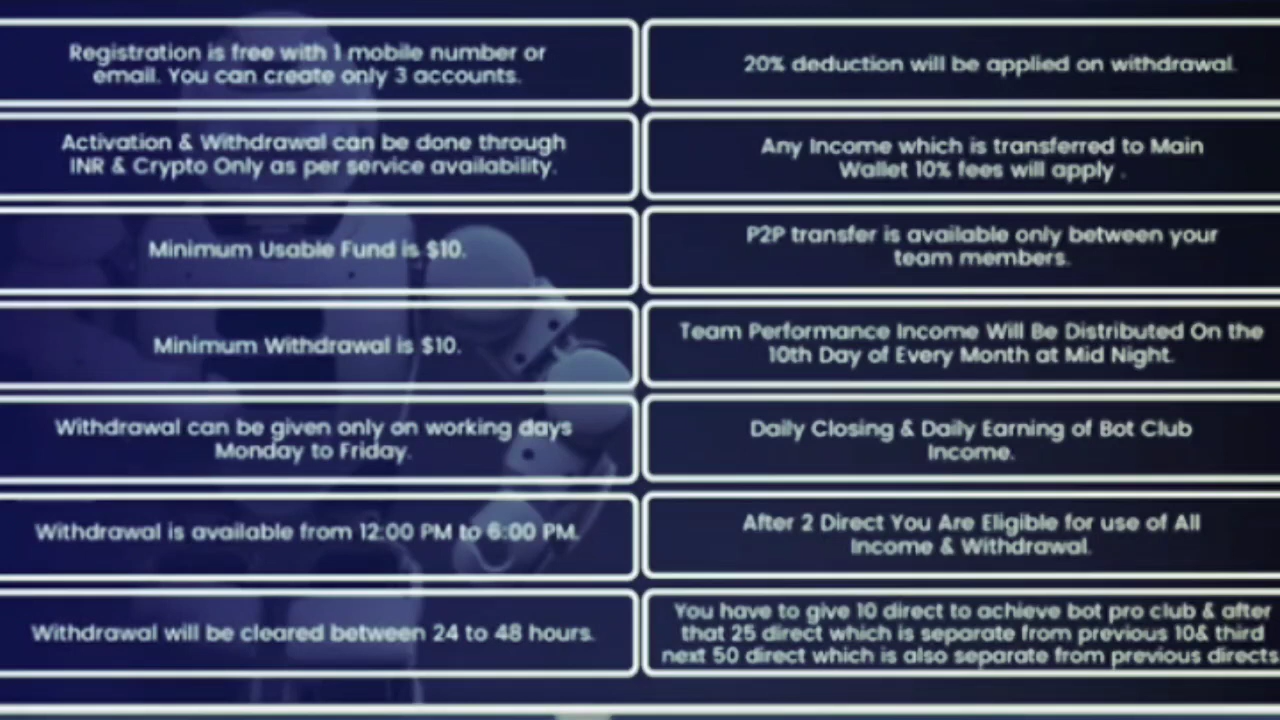 Registration is free with 1 mobile number or
email. You can create only 3 accounts.
20% deduction will be applied on withdrawal.
Activation & Withdrawal can be done through
INR & Crypto Only as per service availability.
Any Income which is transferred to Main
Wallet 10% fees will apply .
Minimum Usable Fund is $10.
P2P transfer is available only between your
team members.
Minimum Withdrawal is $10.
Team Performance Income Will Be Distributed On the
10th Day of Every Month at Mid Night.
Withdrawal can be given only on working days
Monday to Friday.
Daily Closing & Daily Earning of Bot Club
Income.
Withdrawal is available from 12:00 PM to 6:00 PM.
After 2 Direct You Are Eligible for use of All
Income & Withdrawal.
Withdrawal will be cleared between 24 to 48 hours.
You have to give 10 direct to achieve bot pro club & after
that 25 direct which is separate from previous 10& third
next 50 direct which is also separate from previous directs